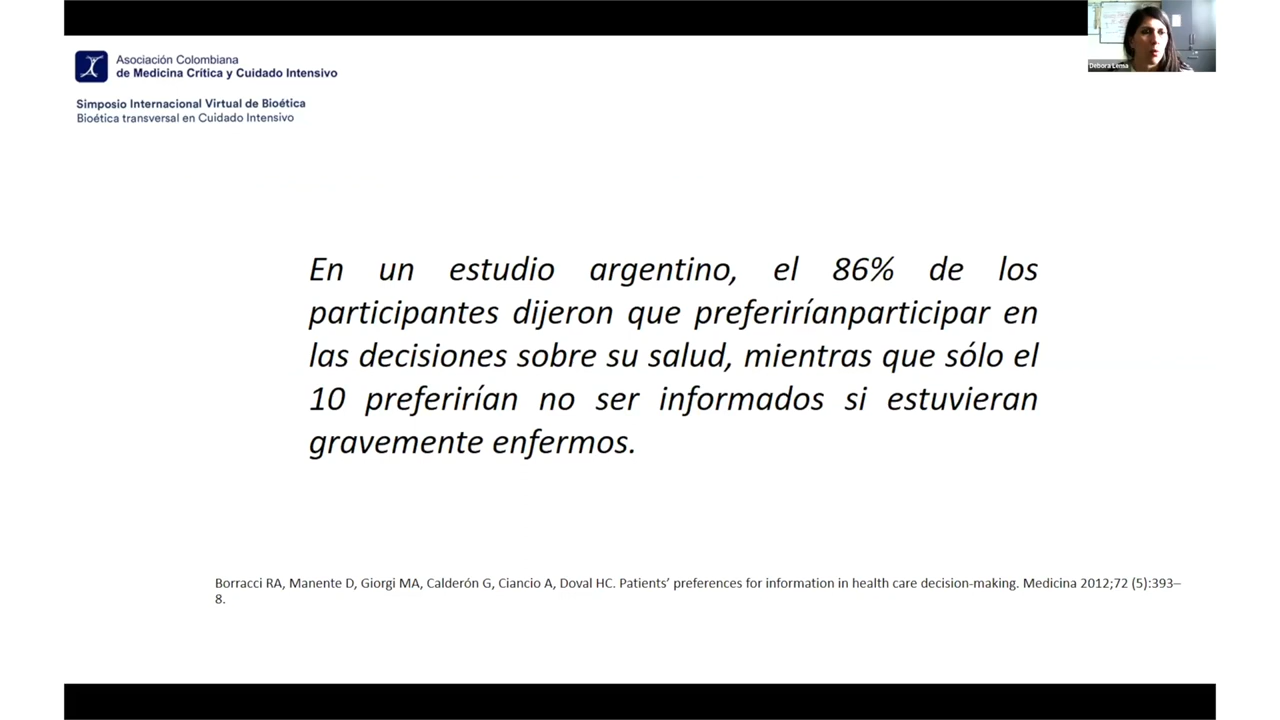 Asociación Colombiana
de Medicina Crítica y Cuidado Intensivo
Simposio Internacional Virtual de Bioética
Bioética transversal en Cuidado Intensivo
Debora Lema
En un estudio argentino, el 86% de los
participantes dijeron que preferiríanparticipar en
las decisiones sobre su salud, mientras que sólo el
10 preferirían no ser informados si estuvieran
gravemente enfermos.
Borracci RA, Manente D, Giorgi MA, Calderón G, Ciancio A, Doval HC. Patients’ preferences for information in health care decision-making. Medicina 2012;72 (5):393–
8.